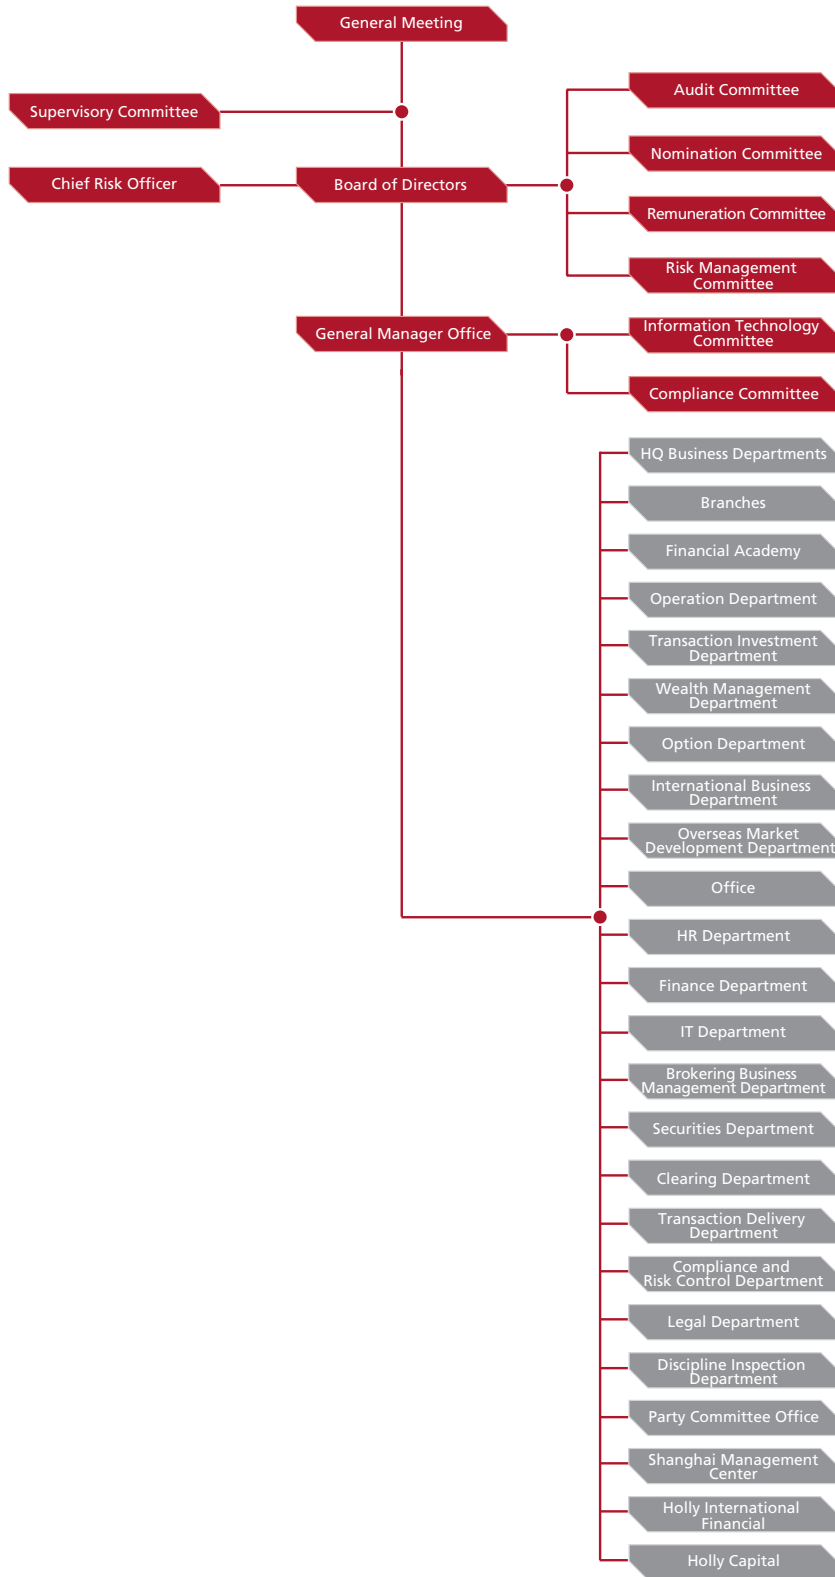 General Meeting
Supervisory Committee
Audit Committee
Nomination Committee
Chief Risk Officer
Board of Directors
Remuneration Committee
Risk Management
Committee
General Manager Office
Information Technology
Committee
Compliance Committee
HQ Business Departments
Branches
Financial Academy
Operation Department
Transaction Investment
Department
Wealth Management
Department
Option Department
International Business
Department
Overseas Market
Development Department
Office
HR Department
Finance Department
IT Department
Brokering Business
Management Department
Securities Department
Clearing Department
Transaction Delivery
Department
Compliance and
Risk Control Department
Legal Department
Discipline Inspection
Department
Party Committee Office
Shanghai Management
Center
Holly International
Financial
Holly Capital